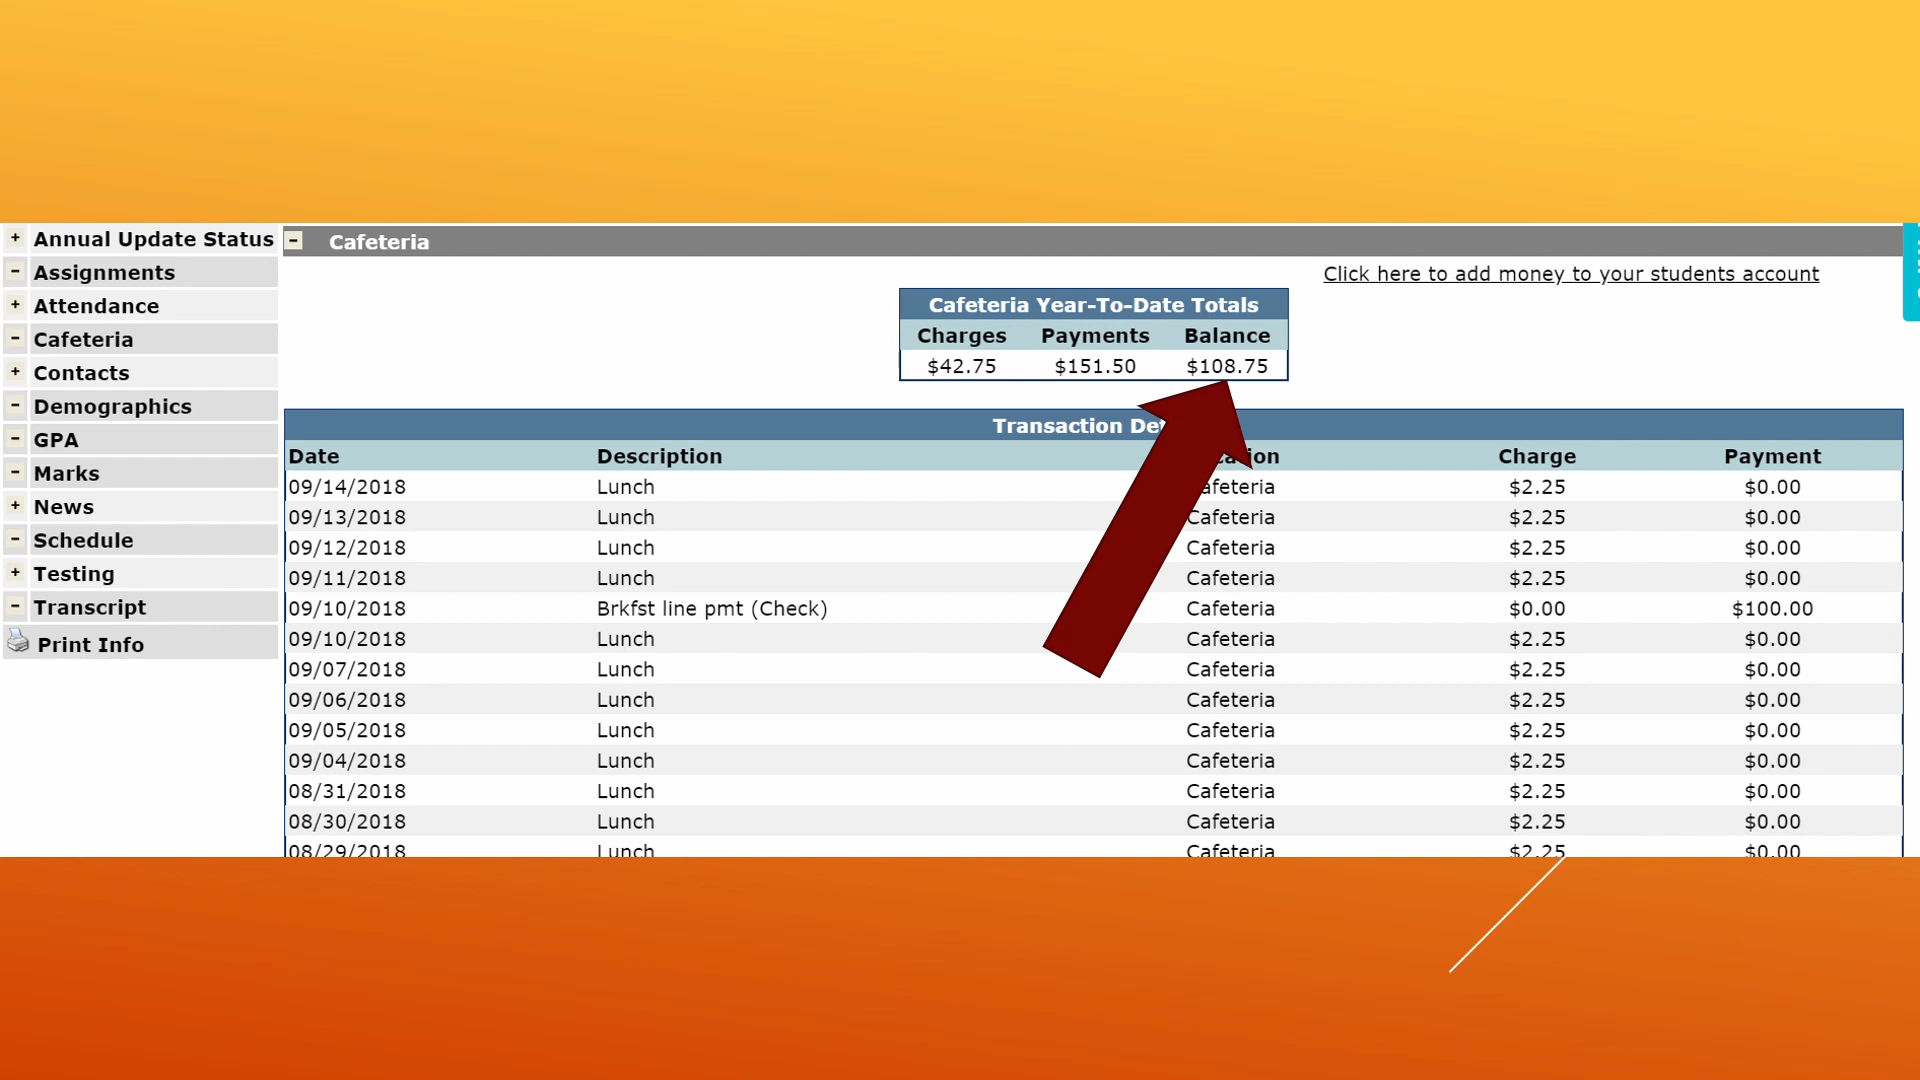 Annual Update Status
Assignments
Attendance
Cafeteria
Contacts
Demographics
GPA
Marks
News
Schedule
Testing
Transcript
Print Info
Cafeteria
Click here to add money to your students account
Cafeteria Year-To-Date Totals
Charges Payments Balance
$42.75 $151.50 $108.75
Transaction
Date Description Charge Payment
09/14/2018 Lunch afeteria $2.25 $0.00
09/13/2018 Lunch Cafeteria $2.25 $0.00
09/12/2018 Lunch Cafeteria $2.25 $0.00
09/11/2018 Lunch Cafeteria $2.25 $0.00
09/10/2018 Brkfst line pmt (Check) Cafeteria $0.00 $100.00
09/10/2018 Lunch Cafeteria $2.25 $0.00
09/07/2018 Lunch Cafeteria $2.25 $0.00
09/06/2018 Lunch Cafeteria $2.25 $0.00
09/05/2018 Lunch Cafeteria $2.25 $0.00
09/04/2018 Lunch Cafeteria $2.25 $0.00
08/31/2018 Lunch Cafeteria $2.25 $0.00
08/30/2018 Lunch Cafeteria $2.25 $0.00
08/29/2018 Lunch Cafeteria $2.25 $0.00